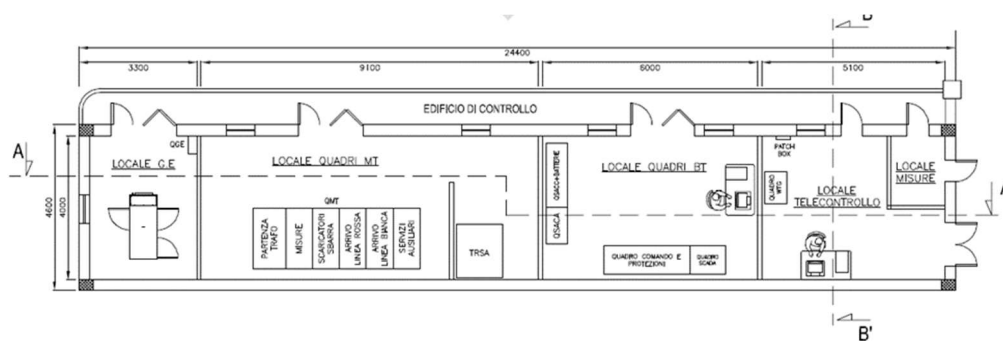 B
24400
3300
9100
6000
5100
EDIFICIO DI CONTROLLO
A
QGE
LOCALE G.E
LOCALE QUADRI MT
LOCALE QUADRI BT
PATCH
BOX
LOCALE
MISURE
4600
4000
QMT
PARTENZA
TRAFO
MISURE
SCARICATORI
SBARRA
ARRIVO
LINEA ROSSA
ARRIVO
LINEA BIANCA
SERVIZI
AUSILIARI
TRSA
QSACC+BATTERIE
QSACA
QUADRO
WTG
LOCALE
TELECONTROLLO
QUADRO COMANDO E
PROTEZIONI
QUADRO
SCADA
B'